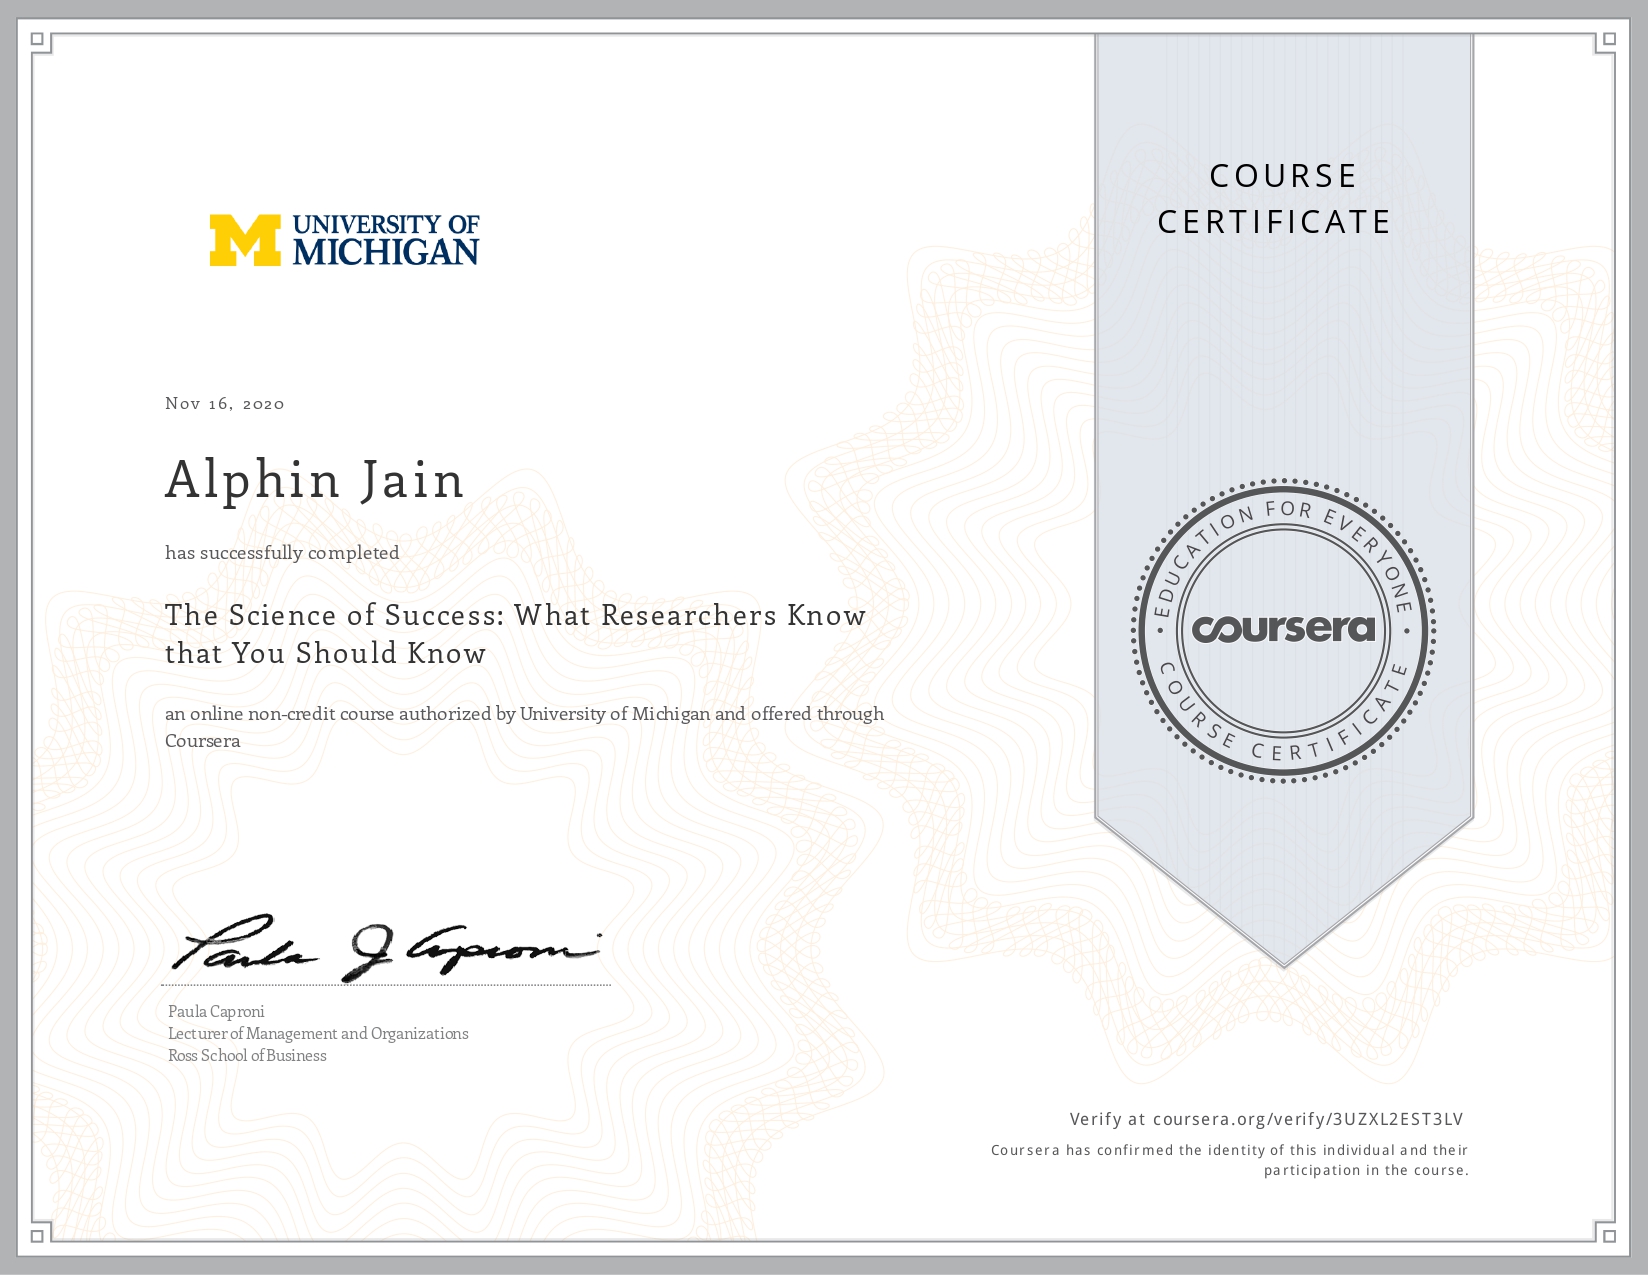 COURSE
CERTIFICATE
UNIVERSITY OF
MICHIGAN
Nov 16, 2020
Alphin Jain
has successfully completed
The Science of Success: What Researchers Know
that You Should Know
an online non-credit course authorized by University of Michigan and offered through
Coursera
EDUCATION FOR EVERYONE
coursera
COURSE CERTIFICATE
Paula J Caproni
Paula Caproni
Lecturer of Management and Organizations
Ross School of Business
Verify at coursera.org/verify/3UZXL2EST3LV
Coursera has confirmed the identity of this individual and their
participation in the course.